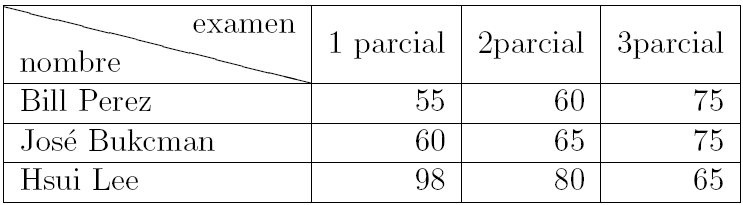 examen
nombre
1 parcial 2parcial 3parcial
Bill Perez 55 60 75
José Bukcman 60 65 75
Hsui Lee 98 80 65